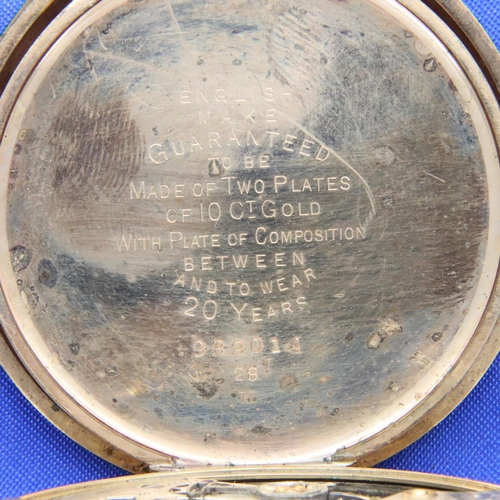 ENGLISH
MAKE
GUARANTEED
TO BE
MADE OF TWO PLATES
OF 10 CT GOLD
WITH PLATE OF COMPOSITION
BETWEEN
AND TO WEAR
20 YEARS
982014
28